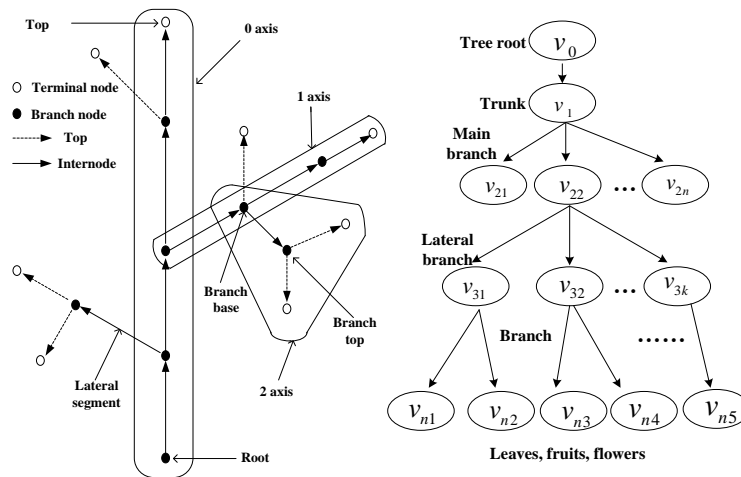 Top
0 axis
Terminal node
Branch node
Top
Internode
1 axis
Branch
base
Branch
top
Lateral
segment
2 axis
Root
Tree root
v0
Trunk
v1
Main
branch
v21
v22
...
v2n
Lateral
branch
v31
v32
...
v3k
Branch
......
vn1
vn2
vn3
vn4
vn5
Leaves, fruits, flowers